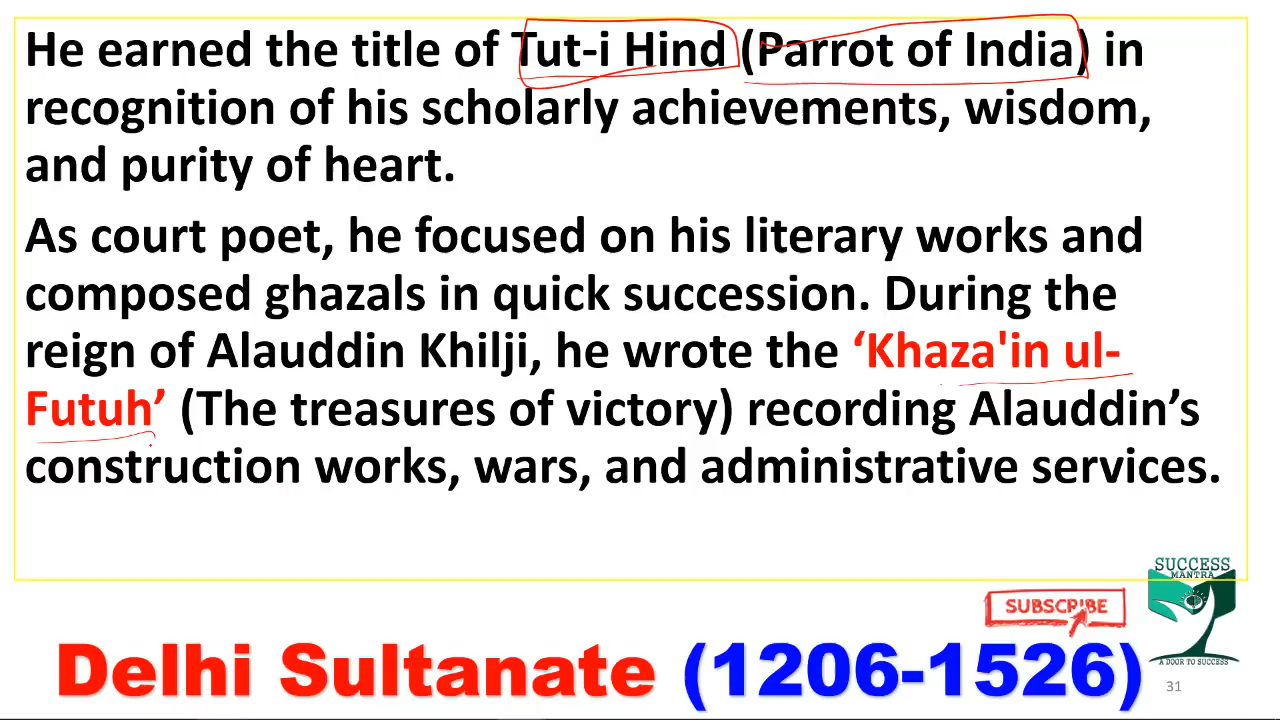 He earned the title of Tut-i Hind (Parrot of India) in
recognition of his scholarly achievements, wisdom,
and purity of heart.
As court poet, he focused on his literary works and
composed ghazals in quick succession. During the
reign of Alauddin Khilji, he wrote the ‘Khaza'in ul-
Futuh’ (The treasures of victory) recording Alauddin’s
construction works, wars, and administrative services.
SUCCESS
MANTRA
A DOOR TO SUCCESS
SUBSCRIBE
Delhi Sultanate (1206-1526)
31